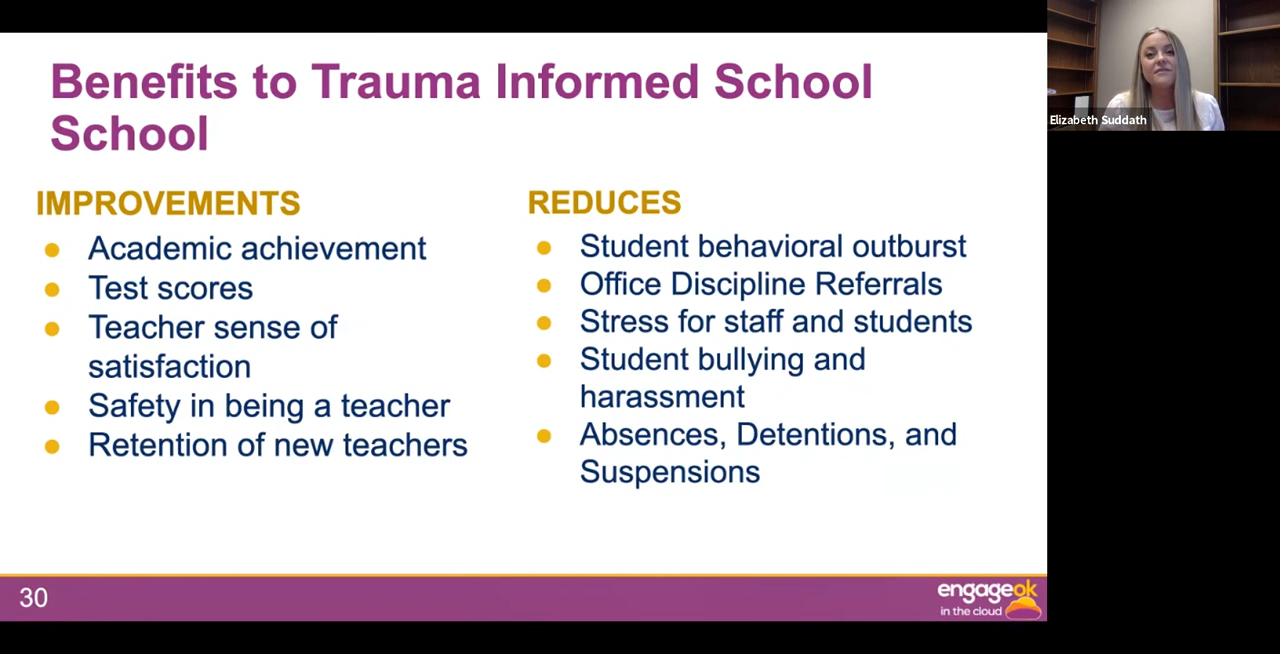 Benefits to Trauma Informed School
School
IMPROVEMENTS
Academic achievement
Test scores
Teacher sense of
satisfaction
Safety in being a teacher
Retention of new teachers
REDUCES
Student behavioral outburst
Office Discipline Referrals
Stress for staff and students
Student bullying and
harassment
Absences, Detentions, and
Suspensions
30
engageok
in the cloud
Elizabeth Suddath